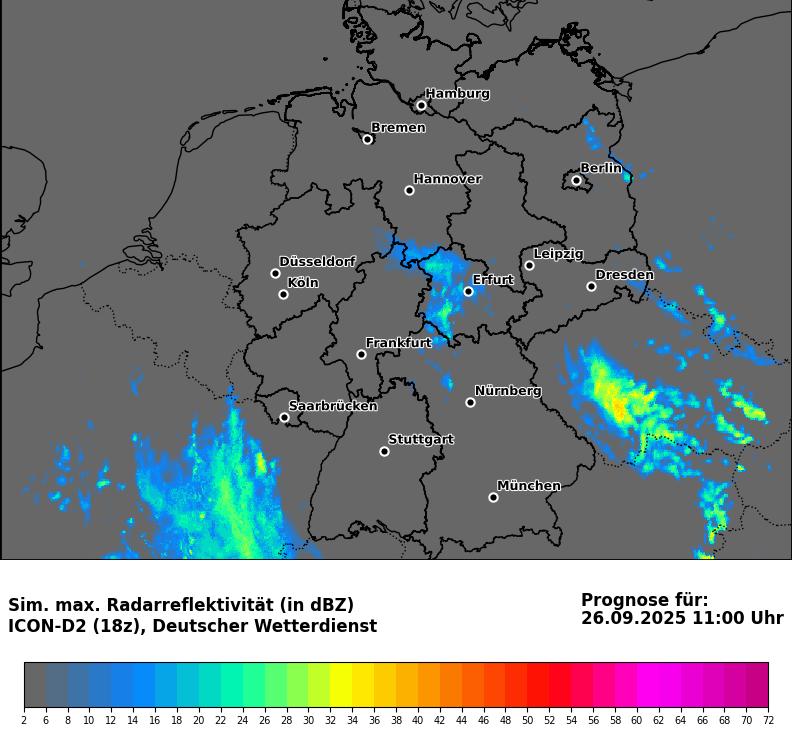 Hamburg
Bremen
Berlin
Hannover
Düsseldorf
Leipzig
Köln
Erfurt
Dresden
Frankfurt
Nürnberg
Saarbrücken
Stuttgart
München
Sim. max. Radarreflektivität (in dBZ)
ICON-D2 (18z), Deutscher Wetterdienst
Prognose für:
26.09.2025 11:00 Uhr
2 6 8 10 12 14 16 18 20 22 24 26 28 30 32 34 36 38 40 42 44 46 48 50 52 54 56 58 60 62 64 66 70 72